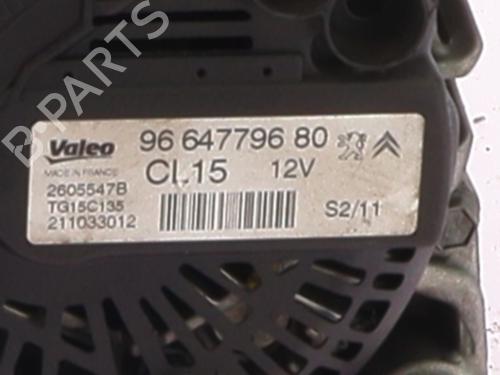 B-PARTS
Valeo 96 647796 80
MADE IN FRANCE CL15 12V
2605547B
TG15C135
211033012 S2/11